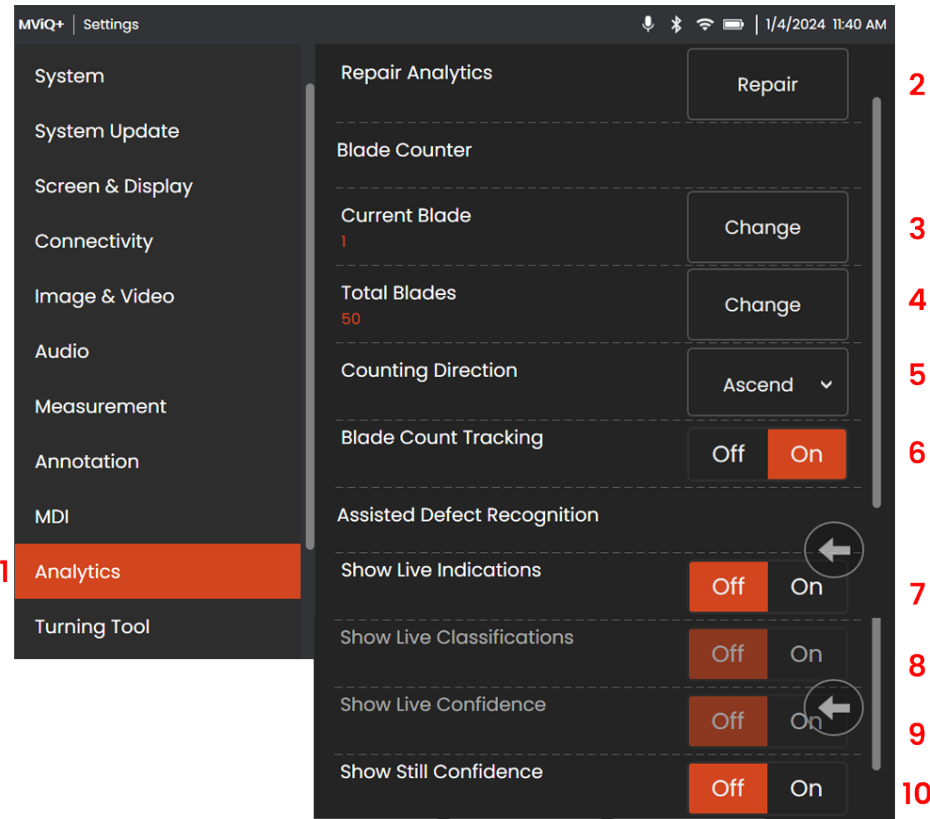 MViQ+ | Settings
1/4/2024 11:40 AM
System
System Update
Screen & Display
Connectivity
Image & Video
Audio
Measurement
Annotation
MDI
1 Analytics
Turning Tool
Repair Analytics Repair 2
Blade Counter
Current Blade Change 3
1
Total Blades Change 4
50
Counting Direction Ascend 5
Blade Count Tracking Off On 6
Assisted Defect Recognition
Show Live Indications Off On 7
Show Live Classifications Off On 8
Show Live Confidence Off On 9
Show Still Confidence Off On 10